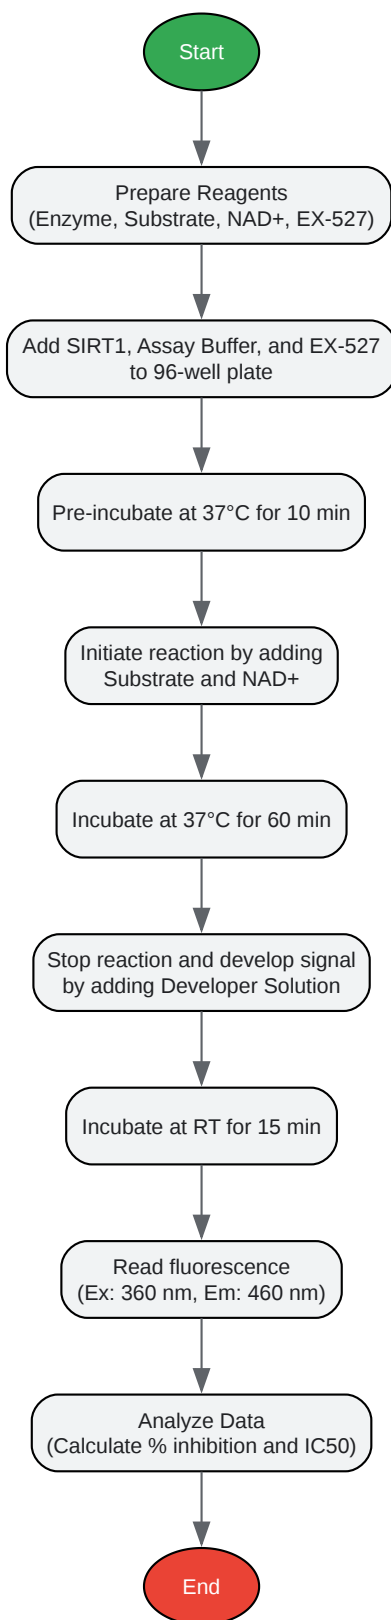 Start
Prepare Reagents
(Enzyme, Substrate, NAD+, EX-527)
Add SIRT1, Assay Buffer, and EX-527
to 96-well plate
Pre-incubate at 37°C for 10 min
Initiate reaction by adding
Substrate and NAD+
Incubate at 37°C for 60 min
Stop reaction and develop signal
by adding Developer Solution
Incubate at RT for 15 min
Read fluorescence
(Ex: 360 nm, Em: 460 nm)
Analyze Data
(Calculate % inhibition and IC50)
End